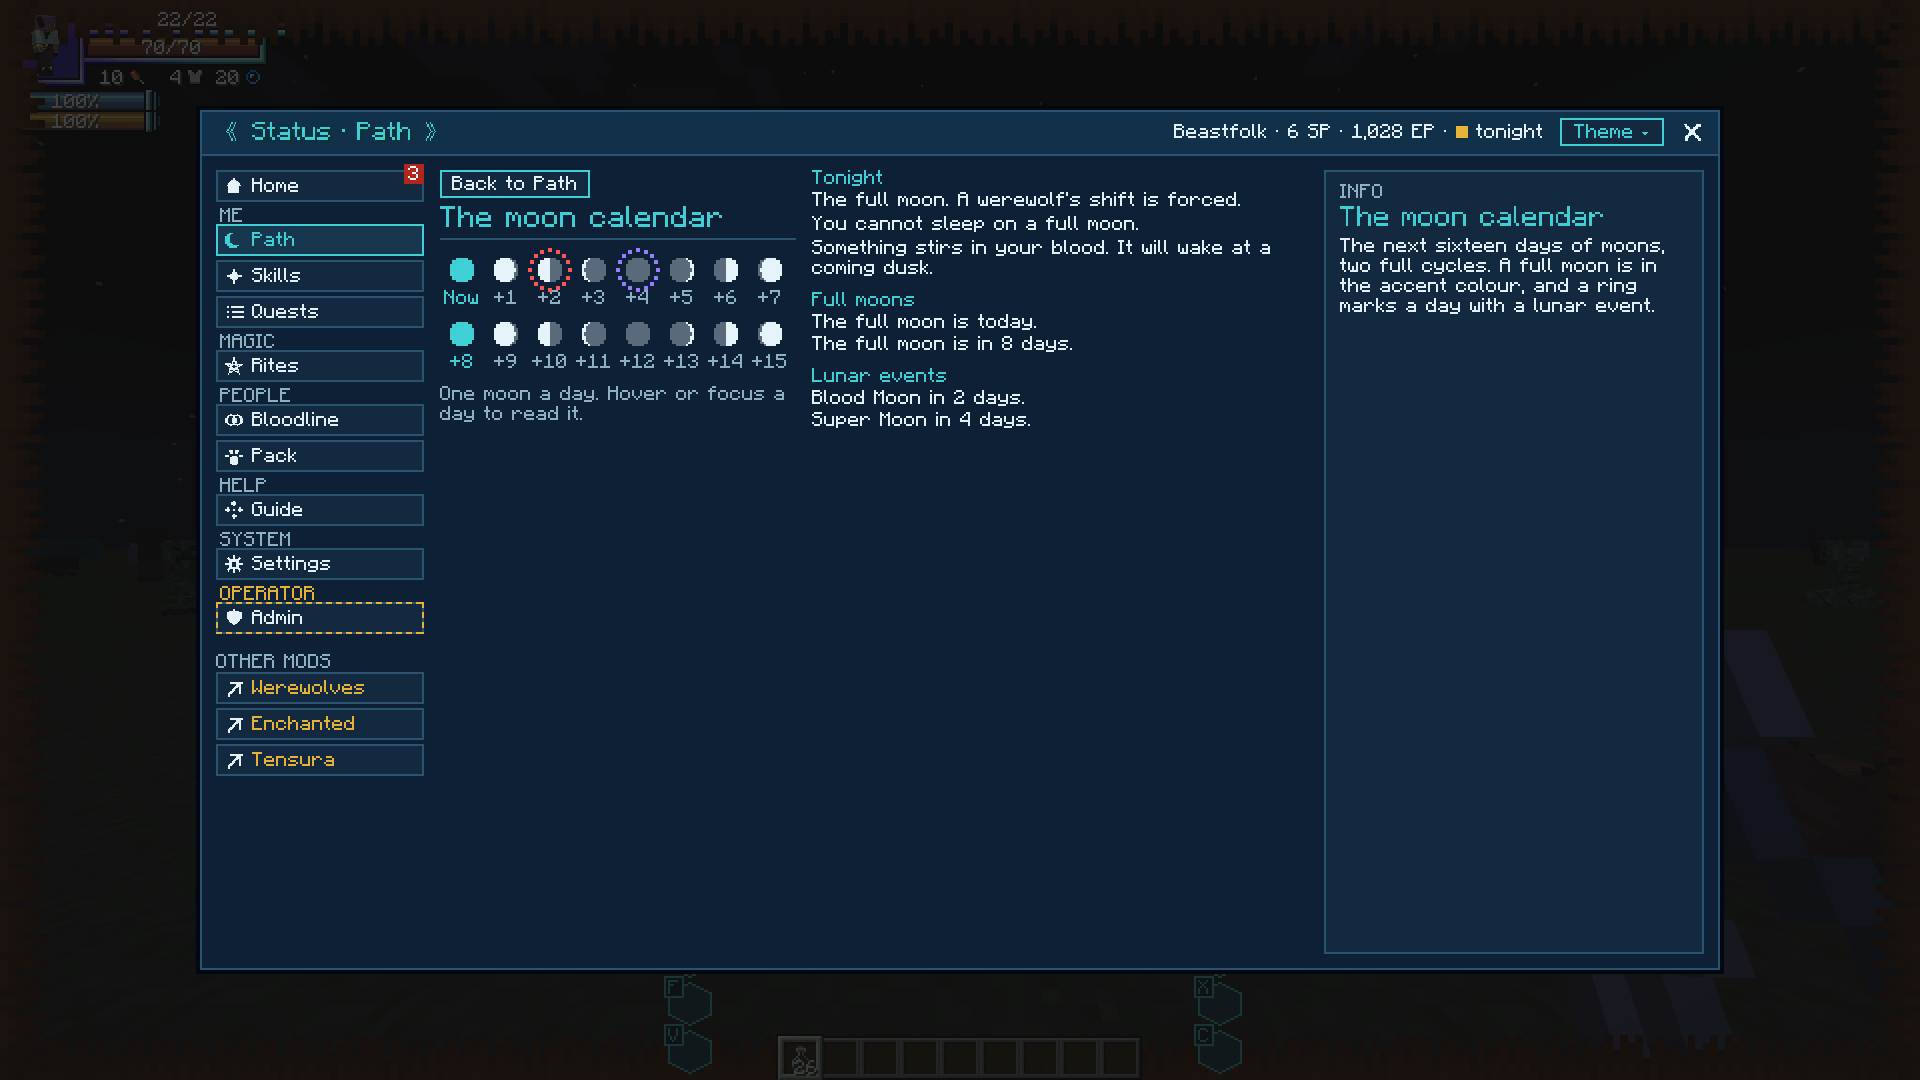 22/22
70/70
10 4 20
100%
100%
《 Status · Path 》
Beastfolk · 6 SP · 1,028 EP · tonight
Theme
Home
3
ME
Path
Skills
Quests
MAGIC
Rites
PEOPLE
Bloodline
Pack
HELP
Guide
SYSTEM
Settings
OPERATOR
Admin
OTHER MODS
Werewolves
Enchanted
Tensura
Back to Path
The moon calendar
Now +1 +2 +3 +4 +5 +6 +7
+8 +9 +10 +11 +12 +13 +14 +15
One moon a day. Hover or focus a
day to read it.
Tonight
The full moon. A werewolf's shift is forced.
You cannot sleep on a full moon.
Something stirs in your blood. It will wake at a
coming dusk.
Full moons
The full moon is today.
The full moon is in 8 days.
Lunar events
Blood Moon in 2 days.
Super Moon in 4 days.
INFO
The moon calendar
The next sixteen days of moons,
two full cycles. A full moon is in
the accent colour, and a ring
marks a day with a lunar event.
F
X
V
C
26